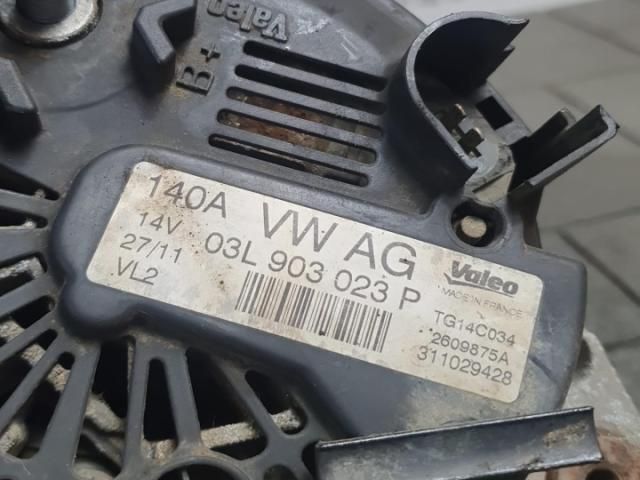 Valeo
B+
140A VW AG
14V 03L 903 023 P
27/11
VL2
Valeo
MADE IN FRANCE
TG14C034
2609875A
311029428